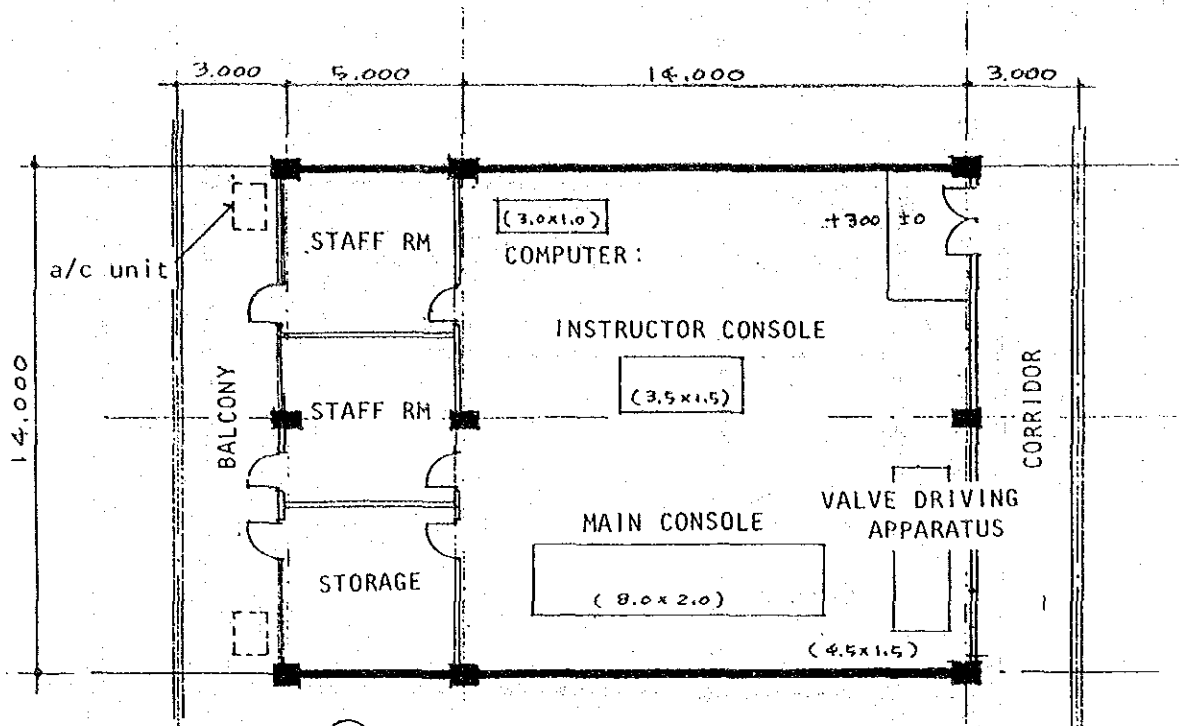 3.000 5.000 14.000 3.000
STAFF RM
(3.0x1.0)
COMPUTER:
+300 ±0
a/c unit
INSTRUCTOR CONSOLE
(3.5x1.5)
14.000
BALCONY
STAFF RM
CORRIDOR
VALVE DRIVING
APPARATUS
MAIN CONSOLE
(8.0x2.0)
STORAGE
(4.5x1.5)